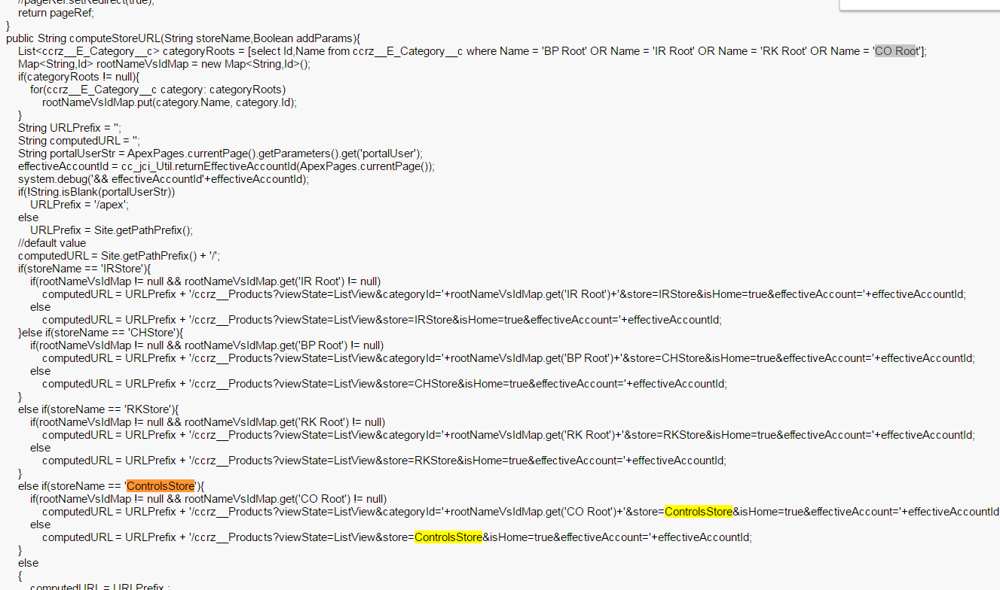 //pageRef.setRedirect(true);
return pageRef;
}
public String computeStoreURL(String storeName,Boolean addParams){
List<ccrz__E_Category__c> categoryRoots = [select Id,Name from ccrz__E_Category__c where Name = 'BP Root' OR Name = 'IR Root' OR Name = 'RK Root' OR Name = 'CO Root'];
Map<String,Id> rootNameVsIdMap = new Map<String,Id>();
if(categoryRoots != null){
for(ccrz__E_Category__c category: categoryRoots)
rootNameVsIdMap.put(category.Name, category.Id);
}
String URLPrefix = '';
String computedURL = '';
String portalUserStr = ApexPages.currentPage().getParameters().get('portalUser');
effectiveAccountId = cc_jci_Util.returnEffectiveAccountId(ApexPages.currentPage());
system.debug('&& effectiveAccountId'+effectiveAccountId);
if(!String.isBlank(portalUserStr))
URLPrefix = '/apex';
else
URLPrefix = Site.getPathPrefix();
//default value
computedURL = Site.getPathPrefix() + '/';
if(storeName == 'IRStore'){
if(rootNameVsIdMap != null && rootNameVsIdMap.get('IR Root') != null)
computedURL = URLPrefix + '/ccrz__Products?viewState=ListView&categoryId='+rootNameVsIdMap.get('IR Root')+'&store=IRStore&isHome=true&effectiveAccount='+effectiveAccountId;
else
computedURL = URLPrefix + '/ccrz__Products?viewState=ListView&store=IRStore&isHome=true&effectiveAccount='+effectiveAccountId;
}else if(storeName == 'CHStore'){
if(rootNameVsIdMap != null && rootNameVsIdMap.get('BP Root') != null)
computedURL = URLPrefix + '/ccrz__Products?viewState=ListView&categoryId='+rootNameVsIdMap.get('BP Root')+'&store=CHStore&isHome=true&effectiveAccount='+effectiveAccountId;
else
computedURL = URLPrefix + '/ccrz__Products?viewState=ListView&store=CHStore&isHome=true&effectiveAccount='+effectiveAccountId;
}
else if(storeName == 'RKStore'){
if(rootNameVsIdMap != null && rootNameVsIdMap.get('RK Root') != null)
computedURL = URLPrefix + '/ccrz__Products?viewState=ListView&categoryId='+rootNameVsIdMap.get('RK Root')+'&store=RKStore&isHome=true&effectiveAccount='+effectiveAccountId;
else
computedURL = URLPrefix + '/ccrz__Products?viewState=ListView&store=RKStore&isHome=true&effectiveAccount='+effectiveAccountId;
}
else if(storeName == 'ControlsStore'){
if(rootNameVsIdMap != null && rootNameVsIdMap.get('CO Root') != null)
computedURL = URLPrefix + '/ccrz__Products?viewState=ListView&categoryId='+rootNameVsIdMap.get('CO Root')+'&store=ControlsStore&isHome=true&effectiveAccount='+effectiveAccountId
else
computedURL = URLPrefix + '/ccrz__Products?viewState=ListView&store=ControlsStore&isHome=true&effectiveAccount='+effectiveAccountId;
}
else
{
computedURL = URLPrefix ;